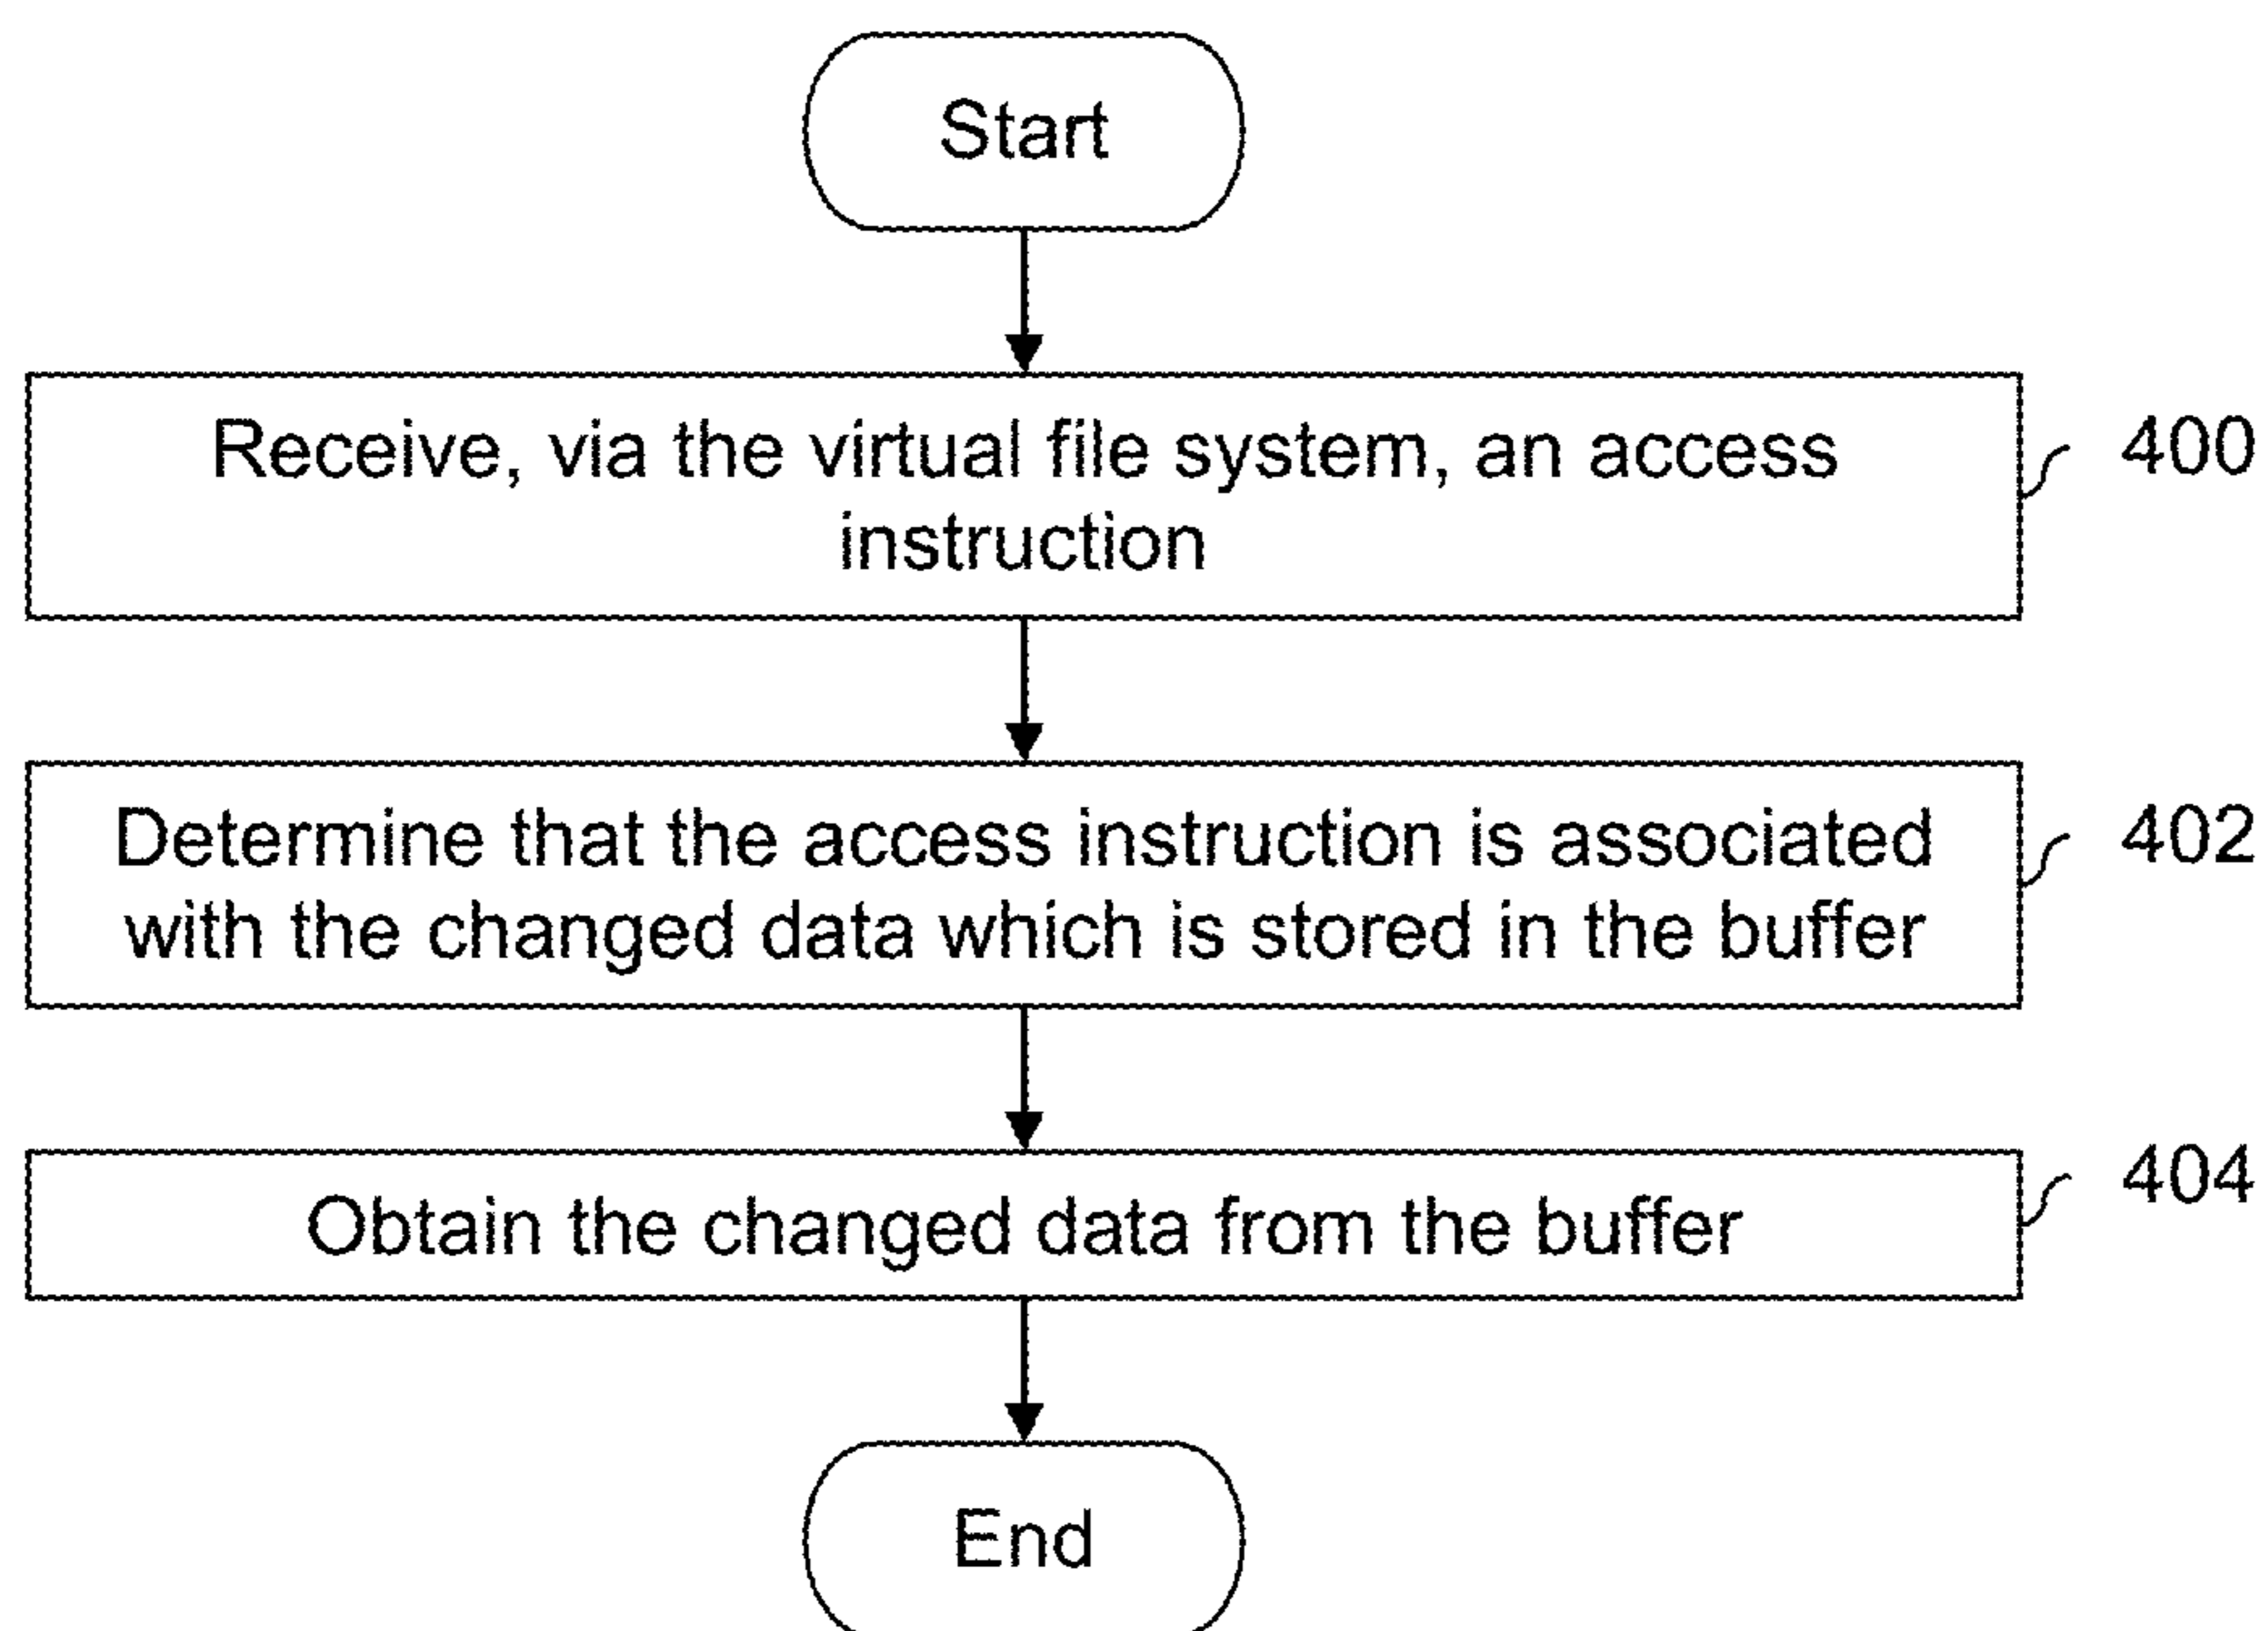 Start
Receive, via the virtual file system, an access
instruction
400
Determine that the access instruction is associated
with the changed data which is stored in the buffer
402
Obtain the changed data from the buffer
404
End